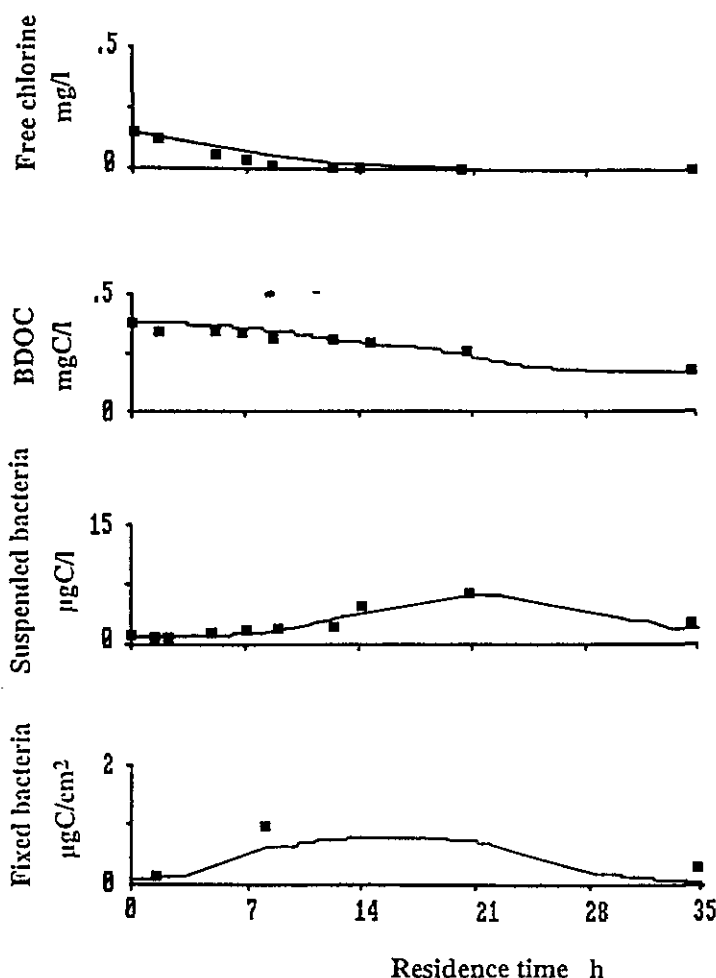 Free chlorine
mg/l
.5
0
BDOC
mgC/l
.5
0
Suspended bacteria
µgC/l
15
0
Fixed bacteria
µgC/cm²
2
0
0 7 14 21 28 35
Residence time h